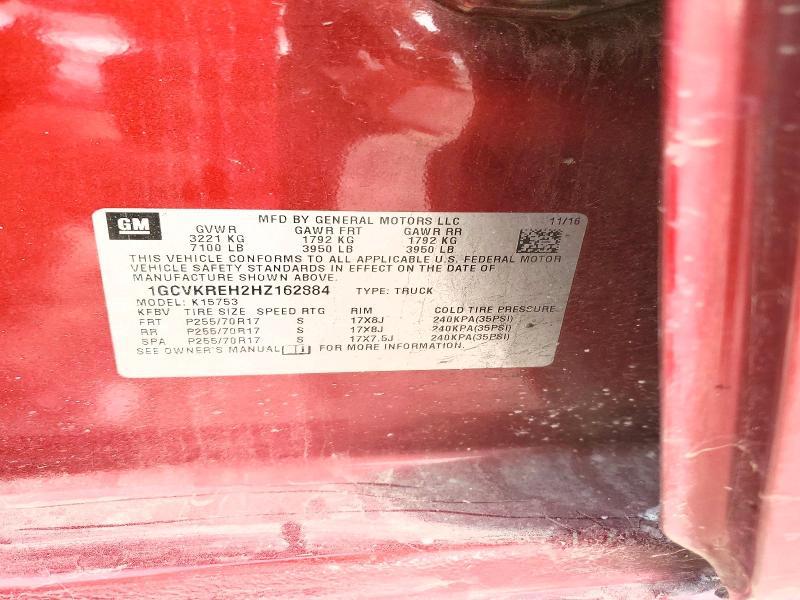 GM
MFD BY GENERAL MOTORS LLC 11/16
GVWR GAWR FRT GAWR RR
3221 KG 1792 KG 1792 KG
7100 LB 3950 LB 3950 LB
THIS VEHICLE CONFORMS TO ALL APPLICABLE U.S. FEDERAL MOTOR
VEHICLE SAFETY STANDARDS IN EFFECT ON THE DATE OF
MANUFACTURE SHOWN ABOVE.
1GCVKREH2HZ162884 TYPE: TRUCK
MODEL: K15753
KFBV TIRE SIZE SPEED RTG RIM COLD TIRE PRESSURE
FRT P255/70R17 S 17X8J 240KPA(35PSI)
RR P255/70R17 S 17X8J 240KPA(35PSI)
SPA P255/70R17 S 17X7.5J 240KPA(35PSI)
SEE OWNER'S MANUAL FOR MORE INFORMATION.